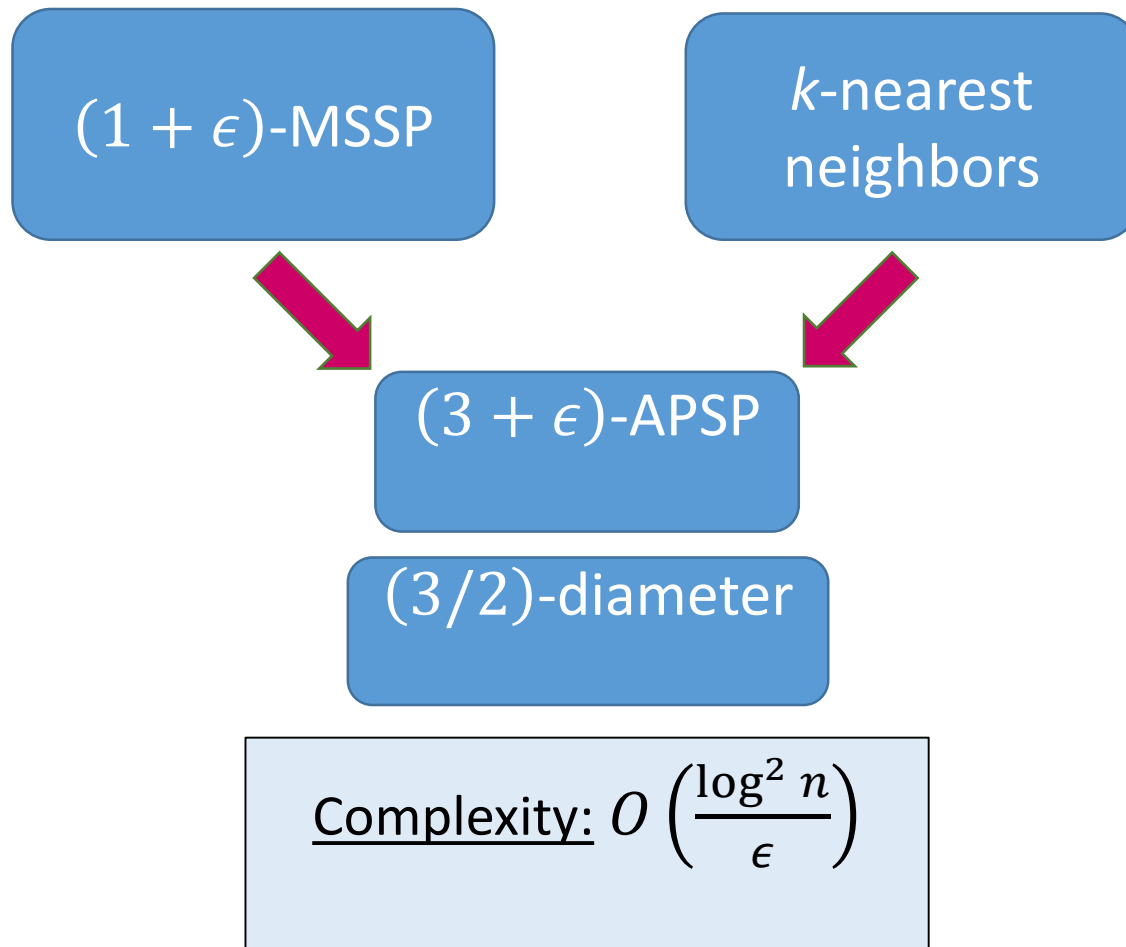 (1 + ϵ)-MSSP
k-nearest
neighbors
(3 + ϵ)-APSP
(3/2)-diameter
Complexity: O(log² n / ϵ)